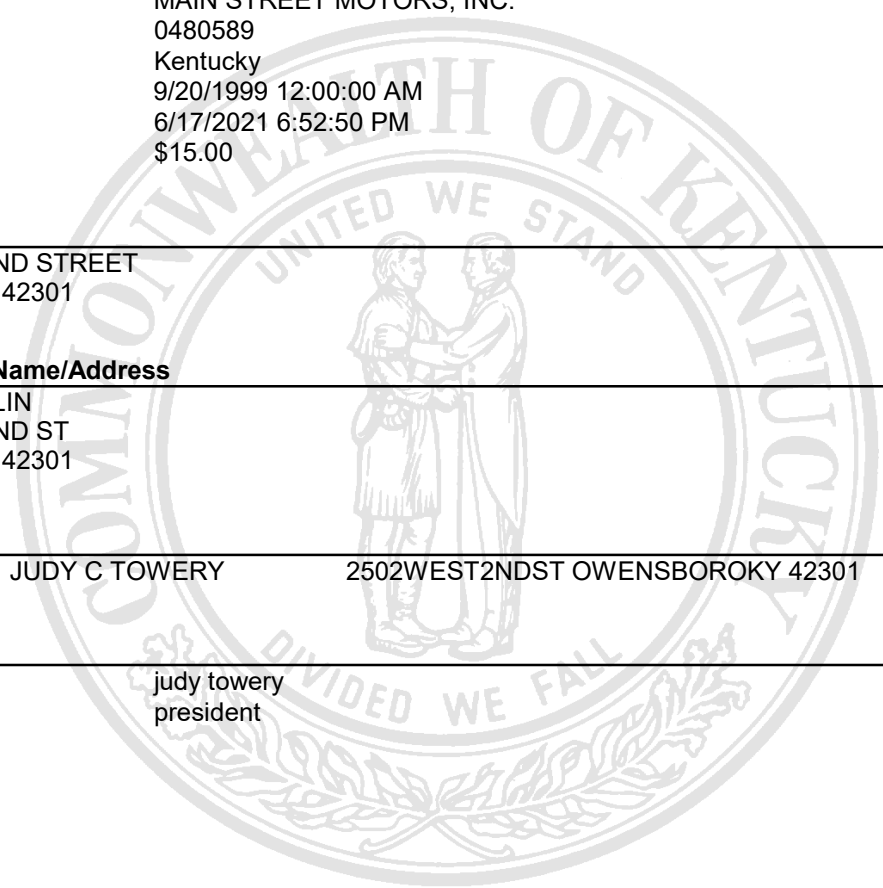 MAIN STREET MOTORS, INC.
0480589
Kentucky
9/20/1999 12:00:00 AM
6/17/2021 6:52:50 PM
$15.00
ND STREET
42301
Name/Address
LIN
ND ST
42301
JUDY C TOWERY 2502WEST2NDST OWENSBOROKY 42301
judy towery
president
COMMONWEALTH OF KENTUCKY
UNITED WE STAND
DIVIDED WE FALL